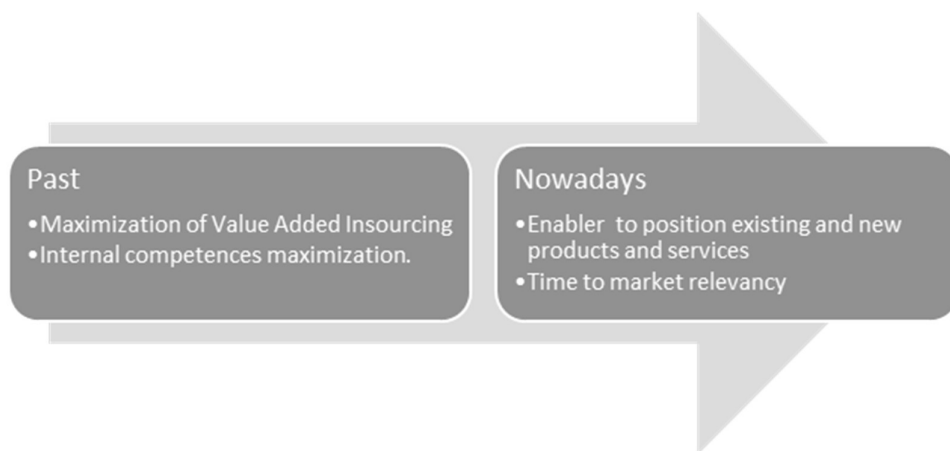 Past
•Maximization of Value Added Insourcing
•Internal competences maximization.
Nowadays
•Enabler  to position existing and new
products and services
•Time to market relevancy